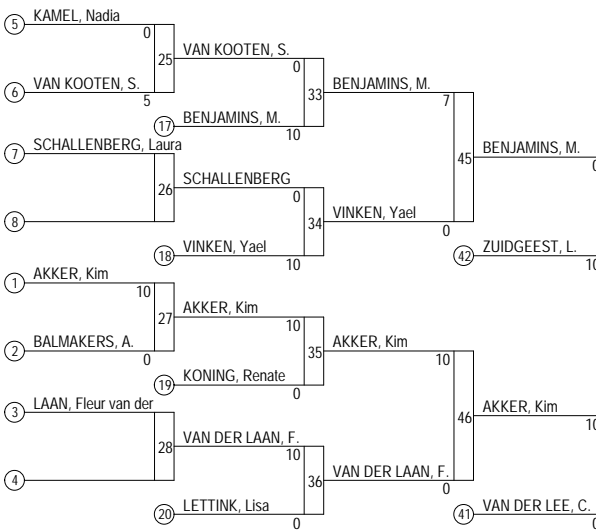 5 KAMEL, Nadia
0
25 VAN KOOTEN, S.
0
6 VAN KOOTEN, S.
5
33 BENJAMINS, M.
7
17 BENJAMINS, M.
10
7 SCHALLENBERG, Laura
45 BENJAMINS, M.
0
26 SCHALLENBERG
0
8
34 VINKEN, Yael
0
18 VINKEN, Yael
10
42 ZUIDGEEST, L.
10
1 AKKER, Kim
10
27 AKKER, Kim
10
2 BALMAKERS, A.
0
35 AKKER, Kim
10
19 KONING, Renate
0
3 LAAN, Fleur van der
46 AKKER, Kim
10
28 VAN DER LAAN, F.
10
4
36 VAN DER LAAN, F.
0
20 LETTINK, Lisa
0
41 VAN DER LEE, C.
0